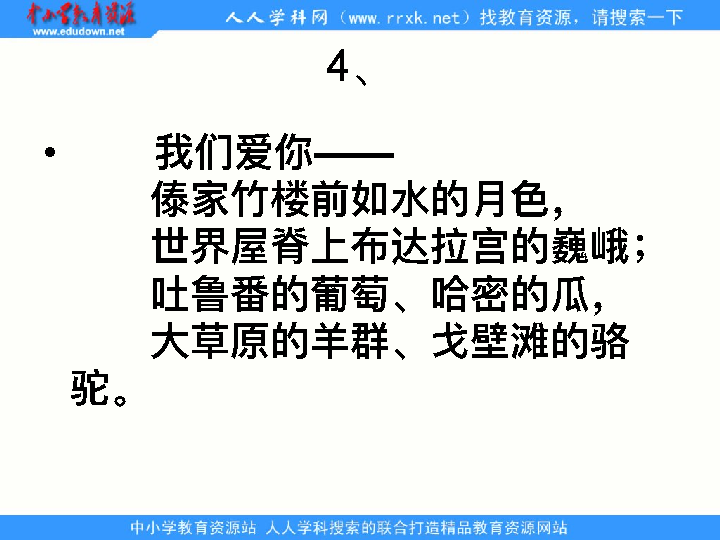 中小学教育资源
www.edudown.net
人人学科网（www.rrxk.net）找教育资源，请搜索一下
4、
• 我们爱你——
傣家竹楼前如水的月色，
世界屋脊上布达拉宫的巍峨；
吐鲁番的葡萄、哈密的瓜，
大草原的羊群、戈壁滩的骆
驼。
中小学教育资源站 人人学科搜索的联合打造精品教育资源网站